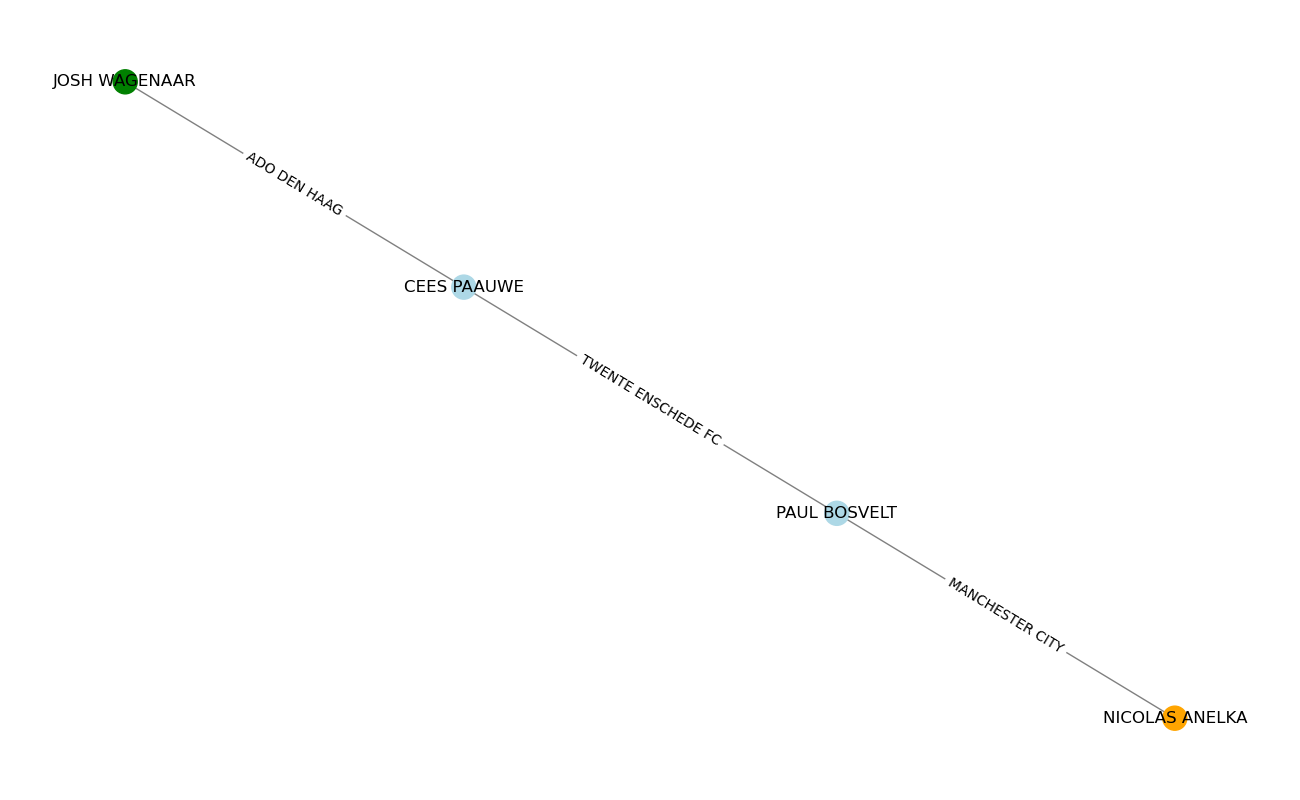 JOSH WAGENAAR
ADO DEN HAAG
CEES PAAUWE
TWENTE ENSCHEDE FC
PAUL BOSVELT
MANCHESTER CITY
NICOLAS ANELKA